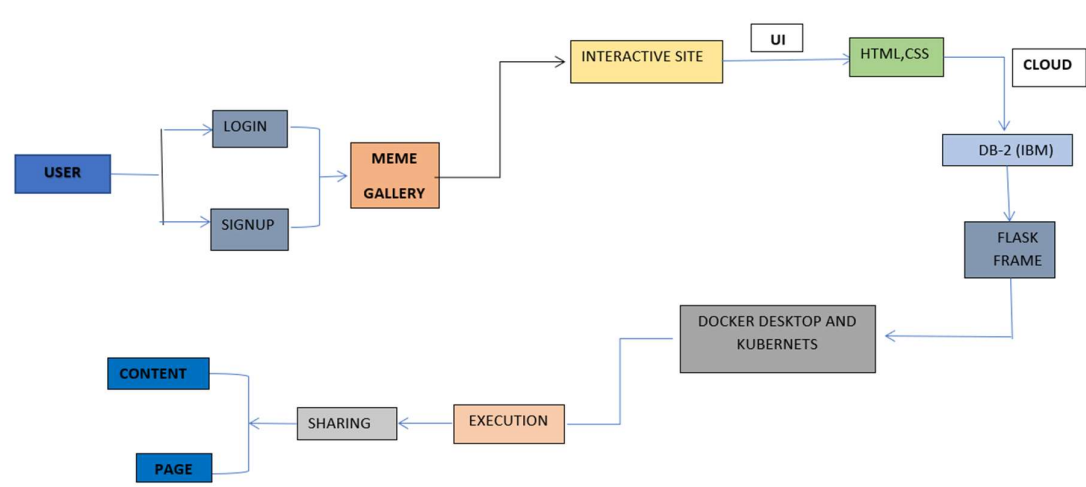 USER
LOGIN
SIGNUP
MEME
GALLERY
INTERACTIVE SITE
UI
HTML,CSS
CLOUD
DB-2 (IBM)
FLASK
FRAME
DOCKER DESKTOP AND
KUBERNETS
EXECUTION
SHARING
CONTENT
PAGE